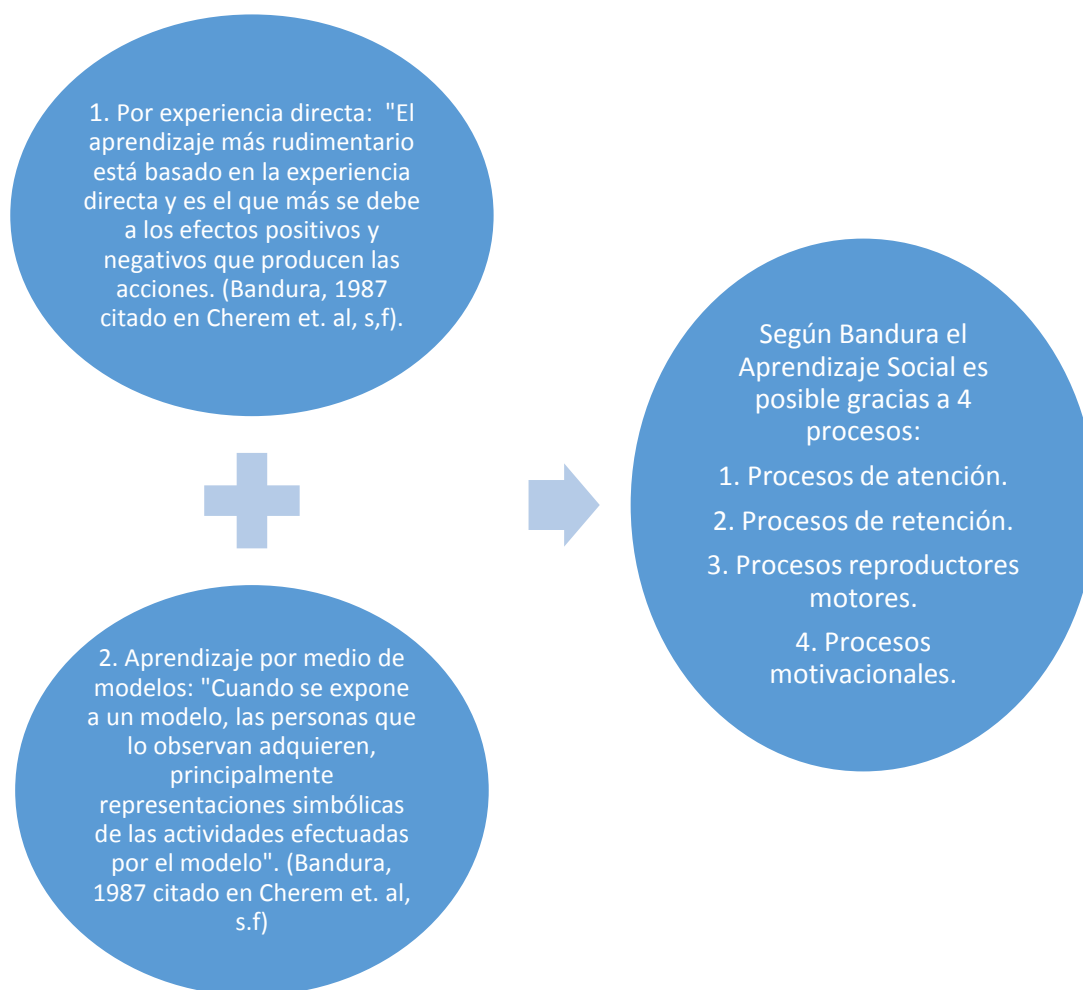 1. Por experiencia directa: "El
aprendizaje más rudimentario
está basado en la experiencia
directa y es el que más se debe
a los efectos positivos y
negativos que producen las
acciones. (Bandura, 1987
citado en Cherem et. al, s,f).
2. Aprendizaje por medio de
modelos: "Cuando se expone
a un modelo, las personas que
lo observan adquieren,
principalmente
representaciones simbólicas
de las actividades efectuadas
por el modelo". (Bandura,
1987 citado en Cherem et. al,
s.f)
Según Bandura el
Aprendizaje Social es
posible gracias a 4
procesos:
1. Procesos de atención.
2. Procesos de retención.
3. Procesos reproductores
motores.
4. Procesos
motivacionales.